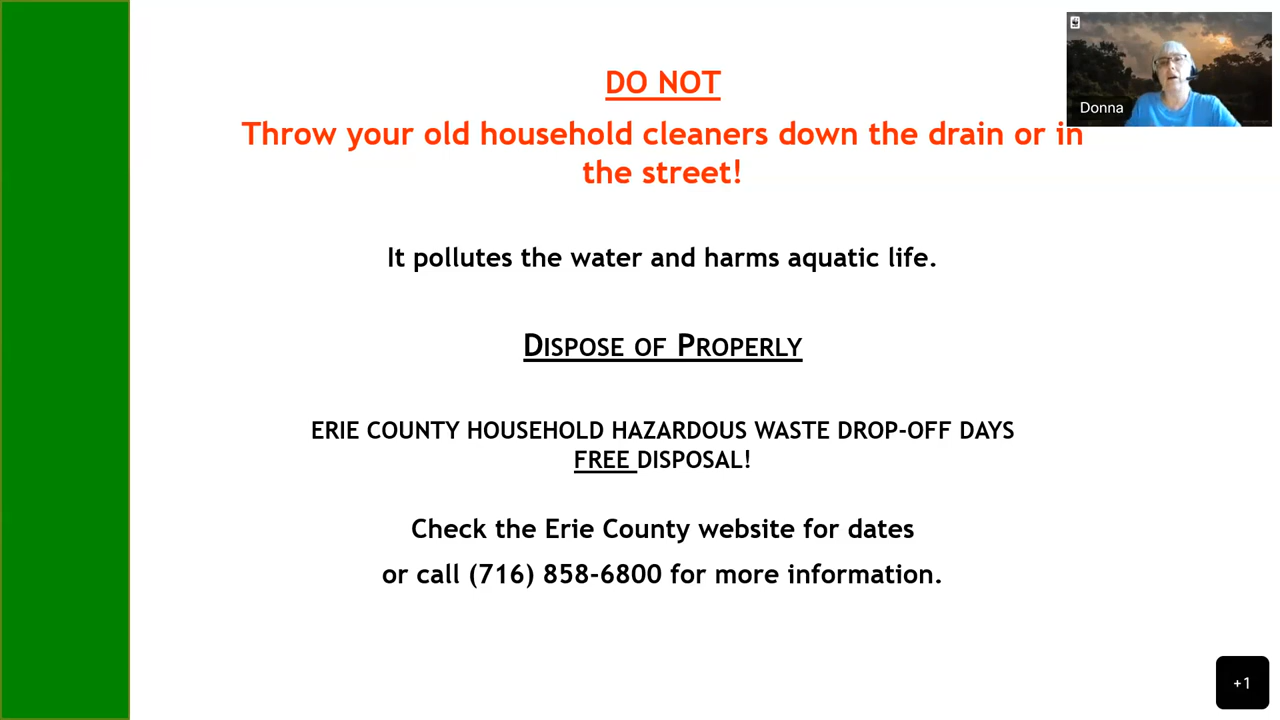 DO NOT
Throw your old household cleaners down the drain or in
the street!
Donna
It pollutes the water and harms aquatic life.
DISPOSE OF PROPERLY
ERIE COUNTY HOUSEHOLD HAZARDOUS WASTE DROP-OFF DAYS
FREE DISPOSAL!
Check the Erie County website for dates
or call (716) 858-6800 for more information.
+1